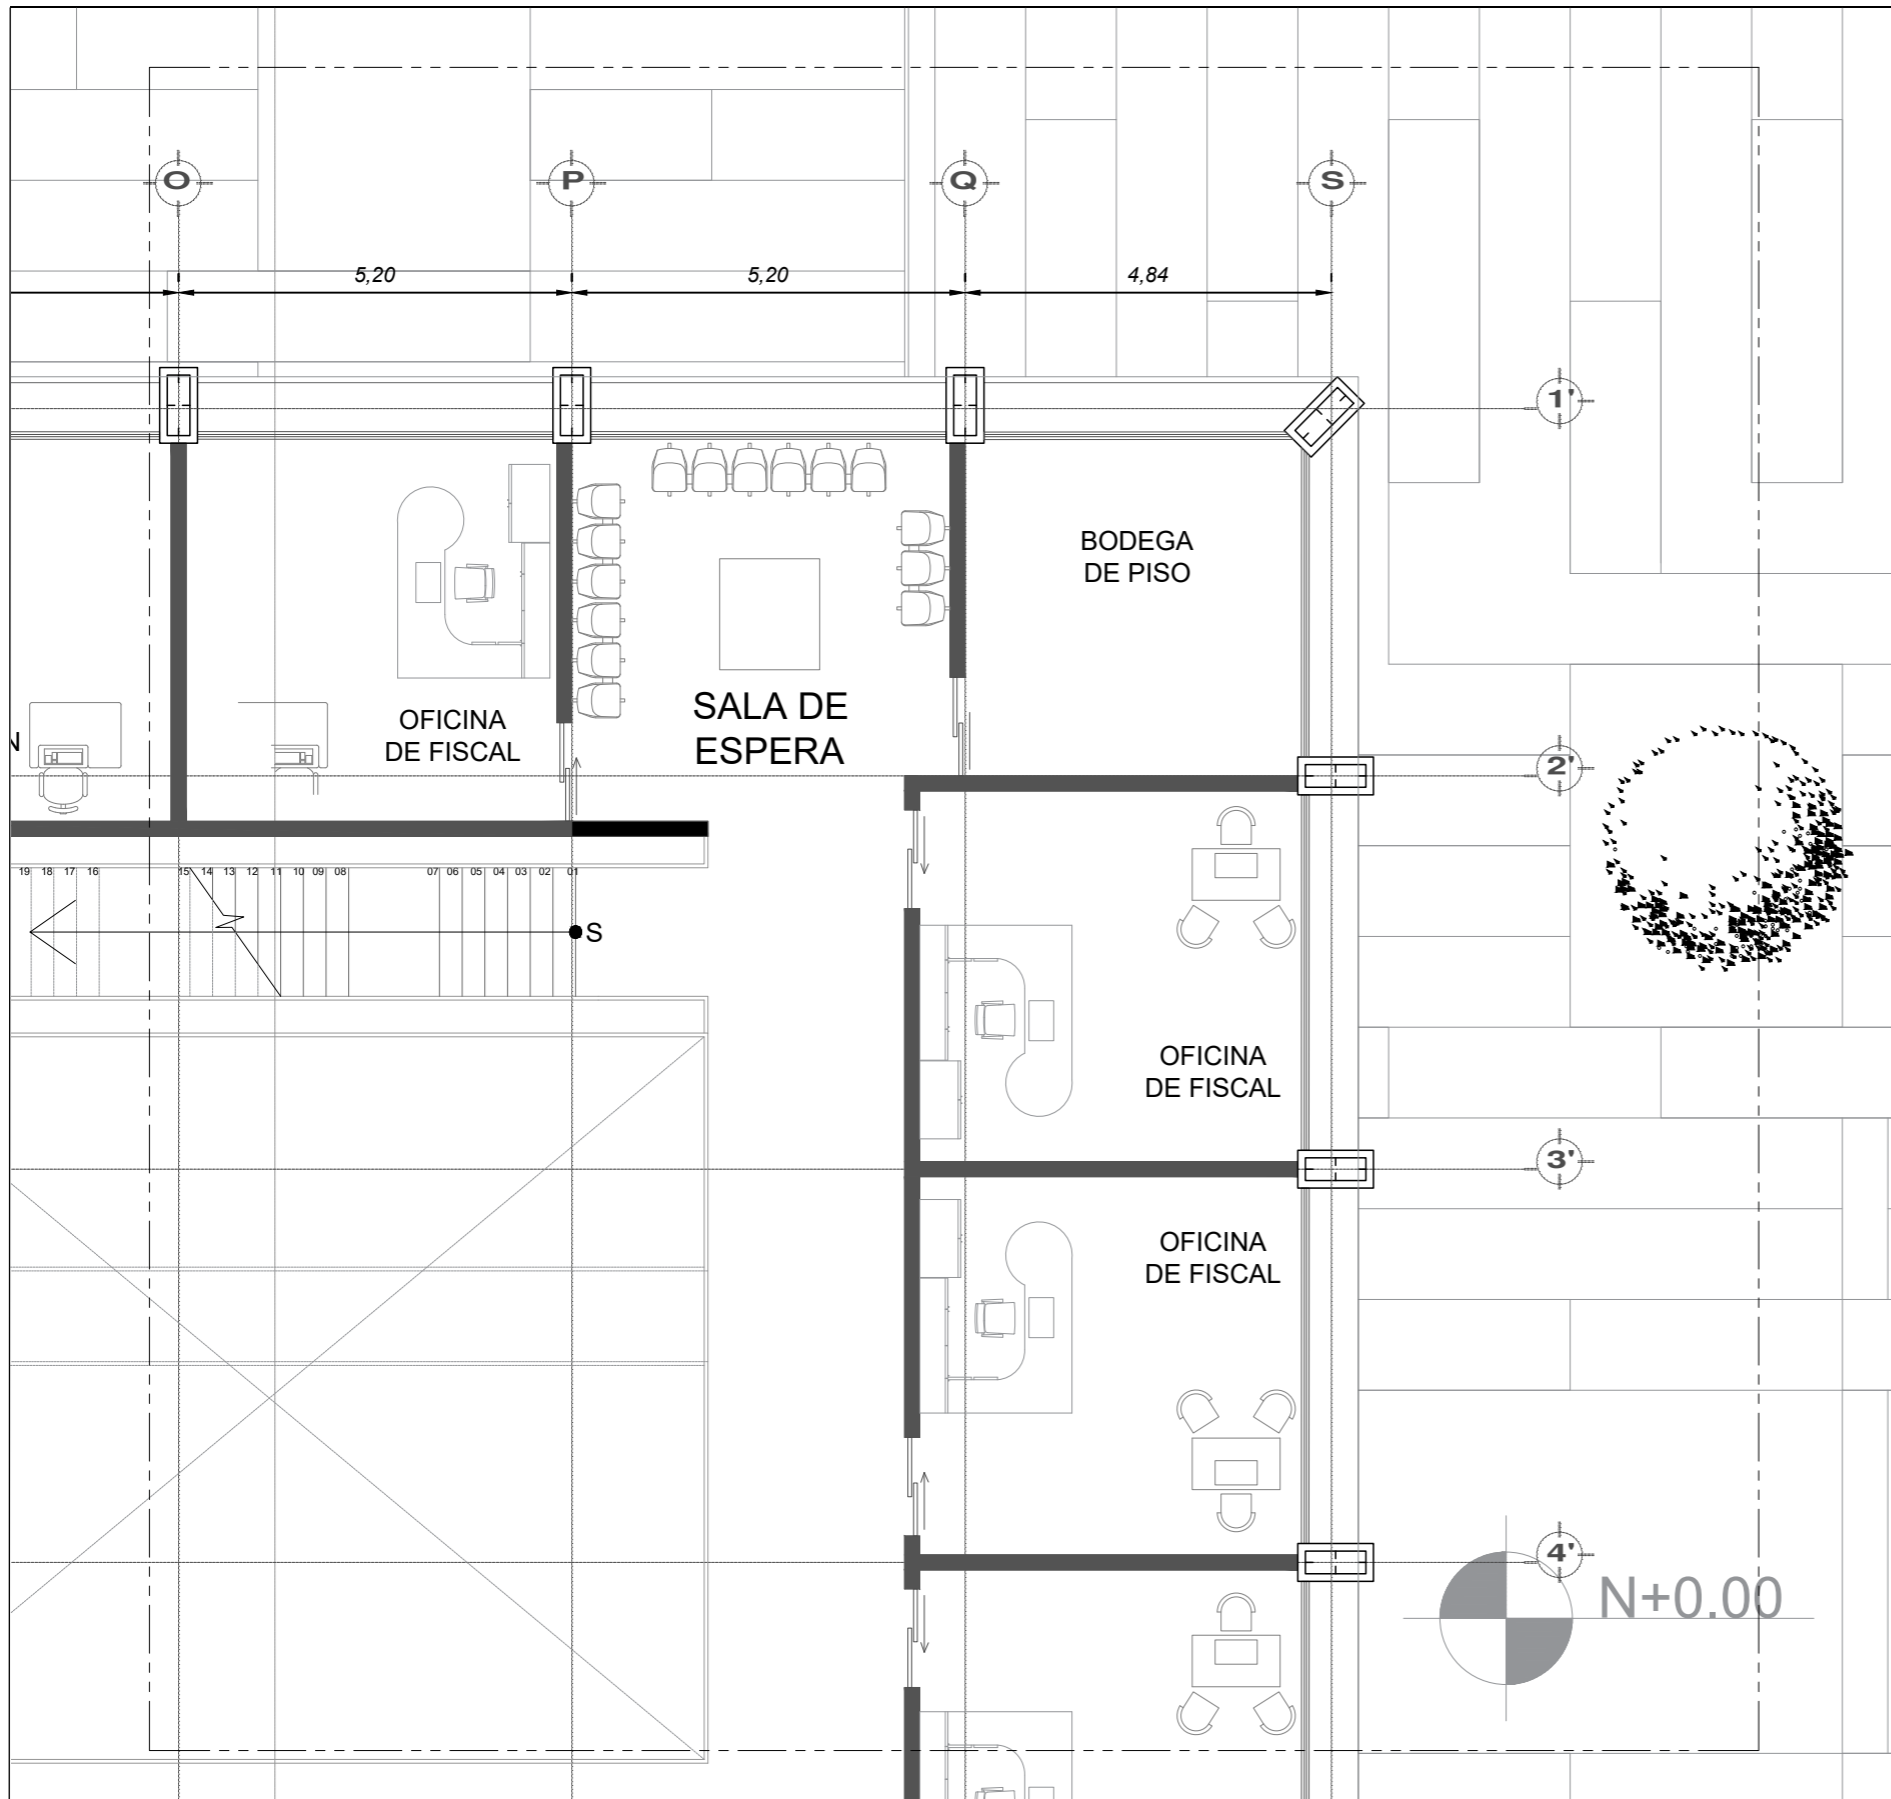 O P Q S
5,20 5,20 4,84
1'
BODEGA
DE PISO
SALA DE
ESPERA
OFICINA
DE FISCAL
N
2'
19 18 17 16 15 14 13 12 11 10 09 08 07 06 05 04 03 02 01
S
OFICINA
DE FISCAL
3'
OFICINA
DE FISCAL
4'
N+0.00